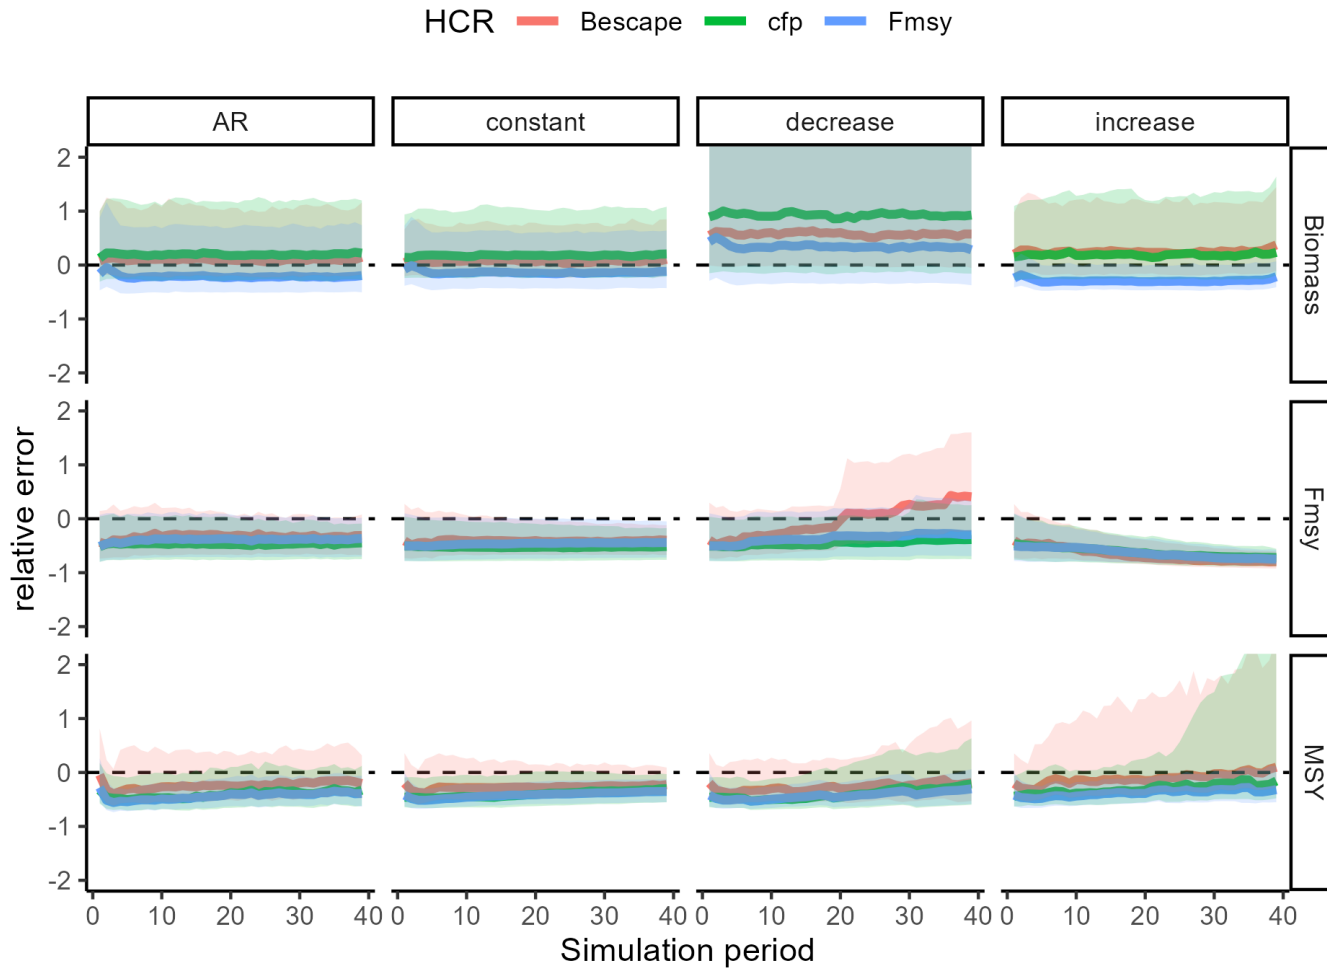 HCR Bescape cfp Fmsy
AR constant decrease increase
2
1
0
-1
-2
Biomass
2
1
0
-1
-2
Fmsy
relative error
2
1
0
-1
-2
MSY
0 10 20 30 40 0 10 20 30 40 0 10 20 30 40 0 10 20 30 40
Simulation period